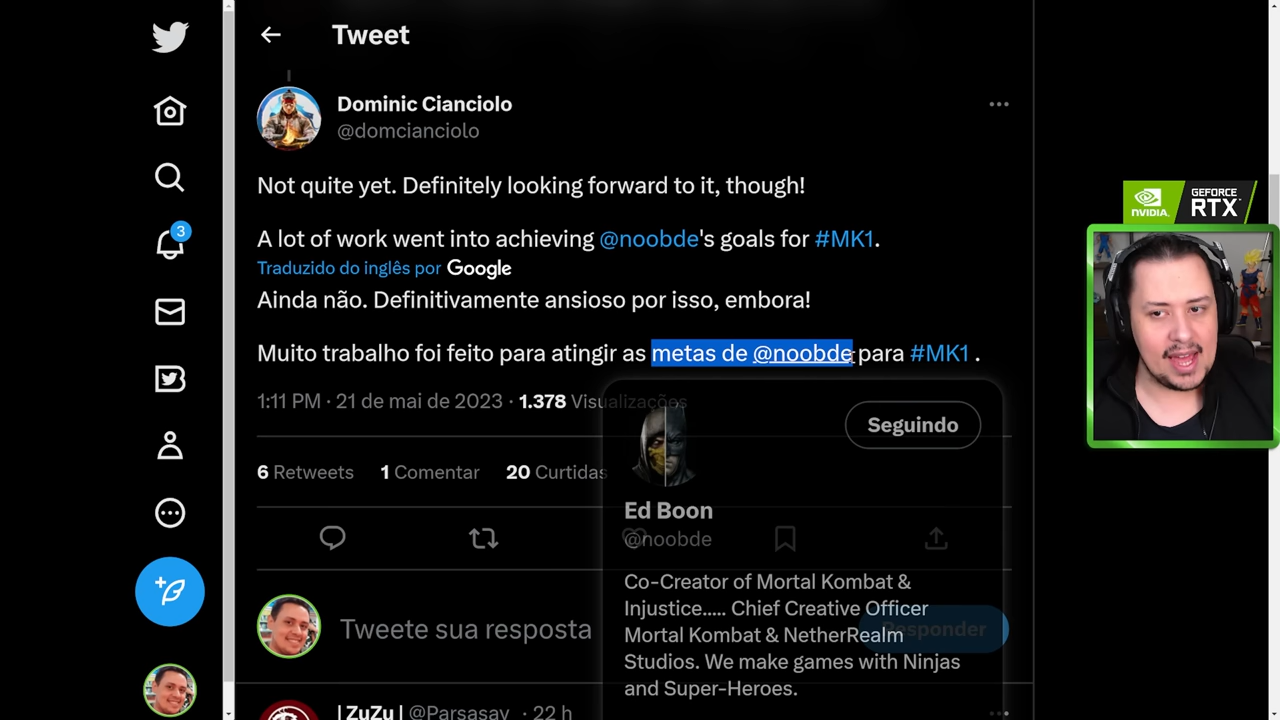 Tweet
Dominic Cianciolo
@domcianciolo
Not quite yet. Definitely looking forward to it, though!
3
A lot of work went into achieving @noobde's goals for #MK1.
Traduzido do inglês por Google
Ainda não. Definitivamente ansioso por isso, embora!
Muito trabalho foi feito para atingir as metas de @noobde para #MK1 .
1:11 PM · 21 de mai de 2023 · 1.378 Visualizações
6 Retweets 1 Comentar 20 Curtidas
Seguindo
Ed Boon
@noobde
Co-Creator of Mortal Kombat &
Injustice..... Chief Creative Officer
Mortal Kombat & NetherRealm
Studios. We make games with Ninjas
and Super-Heroes.
Tweete sua resposta
Responder
| ZuZu | @Parsasay · 22 h
NVIDIA.
GEFORCE
RTX